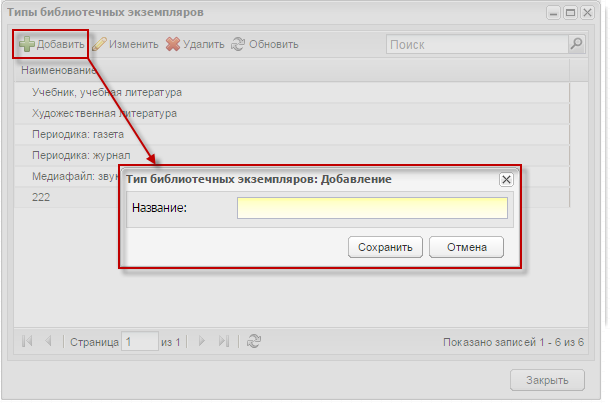 Типы библиотечных экземпляров
Добавить Изменить Удалить Обновить Поиск
Наименование
Учебник, учебная литература
Художественная литература
Периодика: газета
Периодика: журнал
Медиафайл: звук
222
Тип библиотечных экземпляров: Добавление
Название:
Сохранить Отмена
Страница 1 из 1 Показано записей 1 - 6 из 6
Закрыть